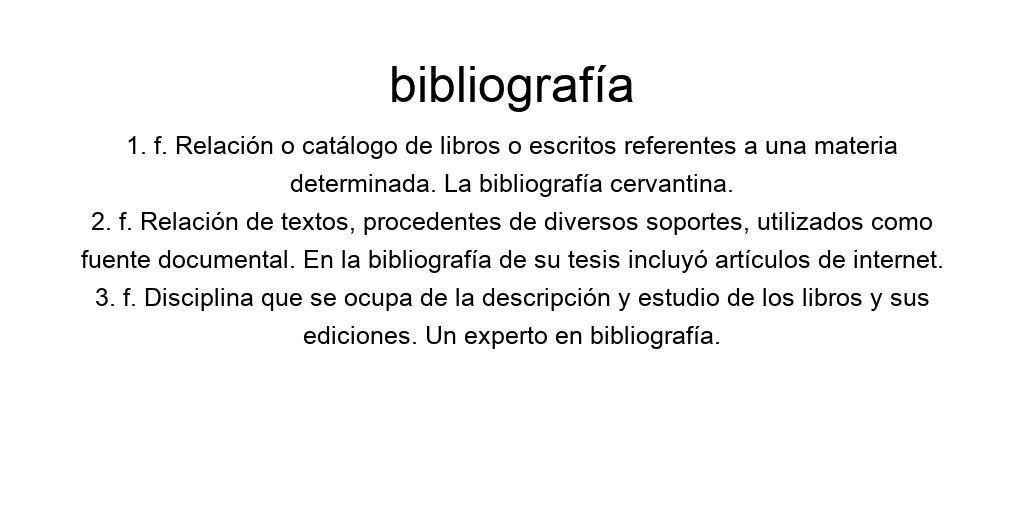 bibliografía
1. f. Relación o catálogo de libros o escritos referentes a una materia
determinada. La bibliografía cervantina.
2. f. Relación de textos, procedentes de diversos soportes, utilizados como
fuente documental. En la bibliografía de su tesis incluyó artículos de internet.
3. f. Disciplina que se ocupa de la descripción y estudio de los libros y sus
ediciones. Un experto en bibliografía.